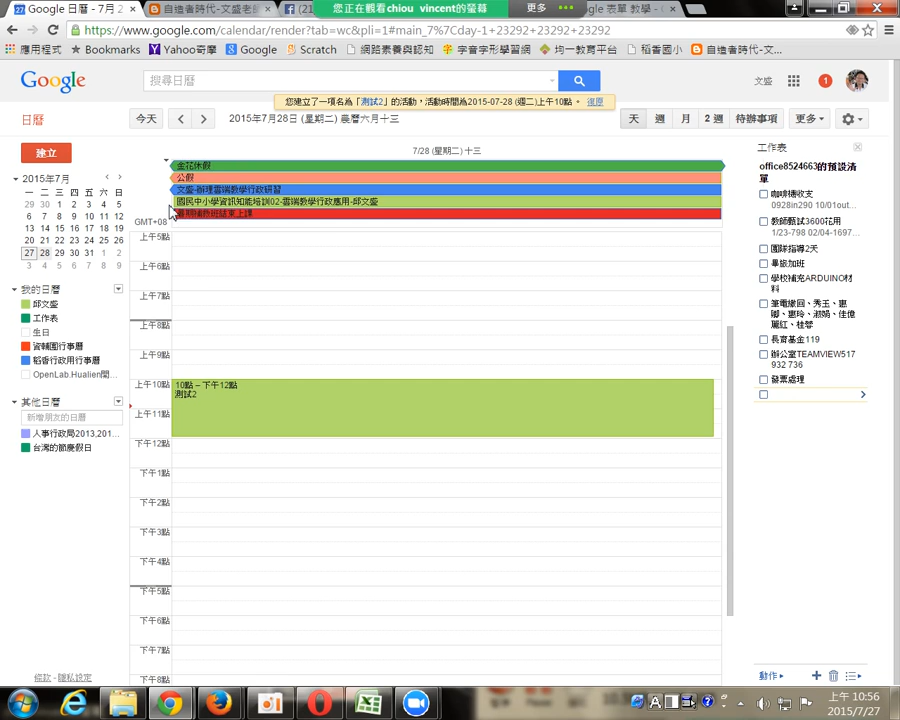 Google 日曆 - 7月 2
自造者時代-文盛老師
您正在觀看chiou vincent的螢幕
更多
gle 表單 教學 - C
https://www.google.com/calendar/render?tab=wc&pli=1#main_7%7Cday-1+23292+23292+23292
應用程式
Bookmarks
Yahoo奇摩
Google
Scratch
網路素養與認知
字音字形學習網
均一教育平台
稻香國小
自造者時代-文...
Google
搜尋日曆
文盛
1
您建立了一項名為「測試2」的活動，活動時間為2015-07-28 (週二)上午10點。 復原
日曆
今天
2015年7月28日 (星期二) 農曆六月十三
天
週
月
2 週
待辦事項
更多
建立
2015年7月
一 二 三 四 五 六 日
29 30 1 2 3 4 5
6 7 8 9 10 11 12
13 14 15 16 17 18 19
20 21 22 23 24 25 26
27 28 29 30 31 1 2
3 4 5 6 7 8 9
我的日曆
邱文盛
工作表
生日
資輔團行事曆
稻香行政用行事曆
OpenLab.Hualien開...
其他日曆
新增朋友的日曆
人事行政局2013,201...
台灣的節慶假日
條款 - 隱私設定
7/28 (星期二) 十三
金花休假
公假
文盛-辦理雲端教學行政研習
國民中小學資訊知能培訓02-雲端教學行政應用-邱文盛
暑期補救班結束上課
GMT+08
上午5點
上午6點
上午7點
上午8點
上午9點
上午10點
10點 – 下午12點
測試2
上午11點
下午12點
下午1點
下午2點
下午3點
下午4點
下午5點
下午6點
下午7點
下午8點
工作表
office8524663的預設清單
咖啡機收支
0928in290 10/01out...
教師甄試3600花用
1/23-798 02/04-1697...
團隊指導2天
畢旅加班
學校補充ARDUINO材料
長青基金119
辦公室TEAMVIEW517 932 736
發票處理
動作
上午 10:56
2015/7/27